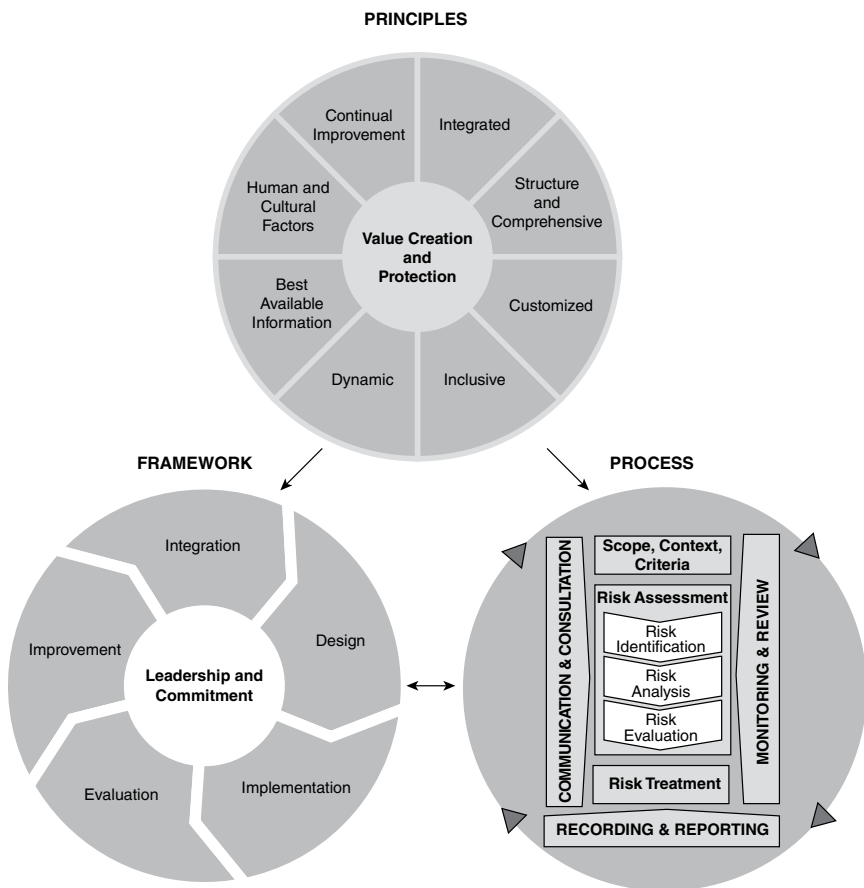 PRINCIPLES
Continual
Improvement
Integrated
Structure
and
Comprehensive
Customized
Inclusive
Dynamic
Best
Available
Information
Human and
Cultural
Factors
Value Creation
and
Protection
FRAMEWORK
Integration
Design
Implementation
Evaluation
Improvement
Leadership and
Commitment
PROCESS
COMMUNICATION & CONSULTATION
Scope, Context,
Criteria
Risk Assessment
Risk
Identification
Risk
Analysis
Risk
Evaluation
Risk Treatment
MONITORING & REVIEW
RECORDING & REPORTING